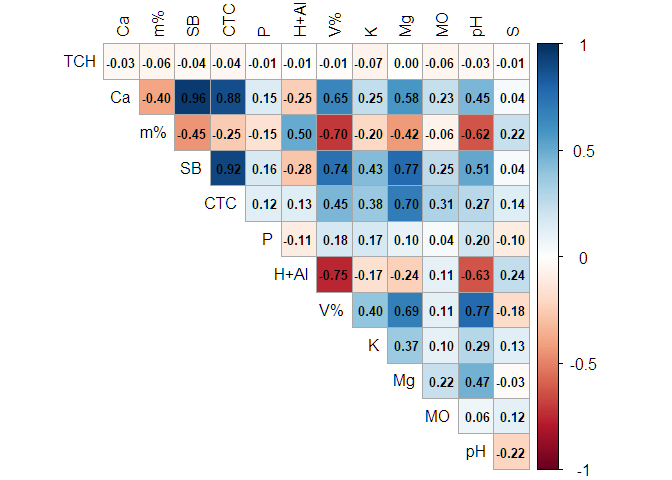 Ca m% SB CTC P H+Al V% K Mg MO pH S
TCH -0.03 -0.06 -0.04 -0.04 -0.01 -0.01 -0.01 -0.07 0.00 -0.06 -0.03 -0.01
Ca -0.40 0.96 0.88 0.15 -0.25 0.65 0.25 0.58 0.23 0.45 0.04
m% -0.45 -0.25 -0.15 0.50 -0.70 -0.20 -0.42 -0.06 -0.62 0.22
SB 0.92 0.16 -0.28 0.74 0.43 0.77 0.25 0.51 0.04
CTC 0.12 0.13 0.45 0.38 0.70 0.31 0.27 0.14
P -0.11 0.18 0.17 0.10 0.04 0.20 -0.10
H+Al -0.75 -0.17 -0.24 0.11 -0.63 0.24
V% 0.40 0.69 0.11 0.77 -0.18
K 0.37 0.10 0.29 0.13
Mg 0.22 0.47 -0.03
MO 0.06 0.12
pH -0.22
1
0.5
0
-0.5
-1